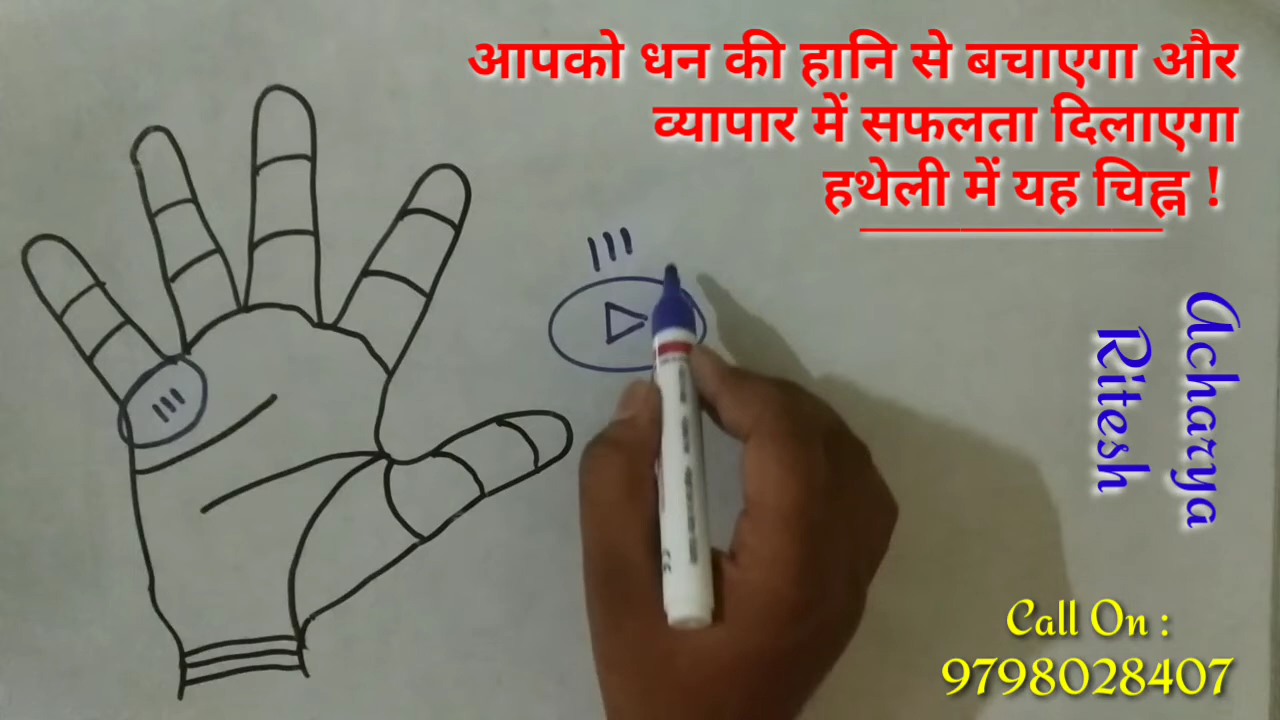 आपको धन की हानि से बचाएगा और
व्यापार में सफलता दिलाएगा
हथेली में यह चिह्न !
Acharya
Ritesh
Call On :
9798028407